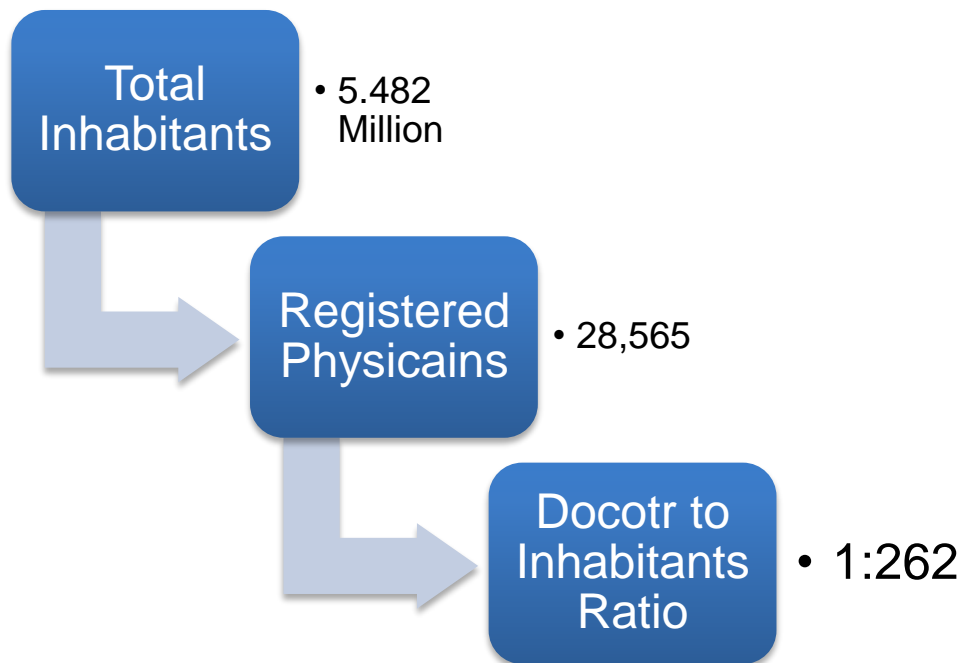 Total
Inhabitants
• 5.482
Million
Registered
Physicains
• 28,565
Docotr to
Inhabitants
Ratio
• 1:262